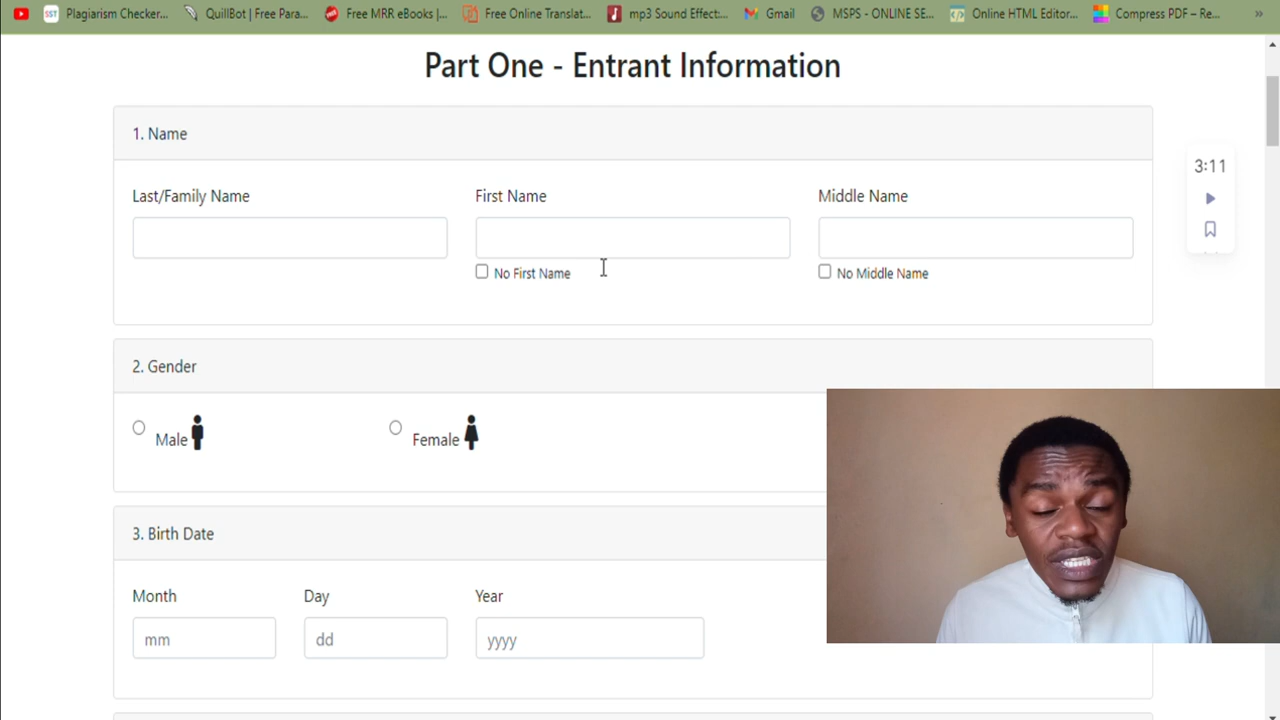 Plagiarism Checker... QuillBot | Free Para... Free MRR eBooks |... Free Online Translat... mp3 Sound Effect:... Gmail MSPS - ONLINE SE... Online HTML Editor... Compress PDF – Re... »
Part One - Entrant Information
1. Name
3:11
Last/Family Name First Name Middle Name
No First Name No Middle Name
2. Gender
Male Female
3. Birth Date
Month Day Year
mm dd yyyy